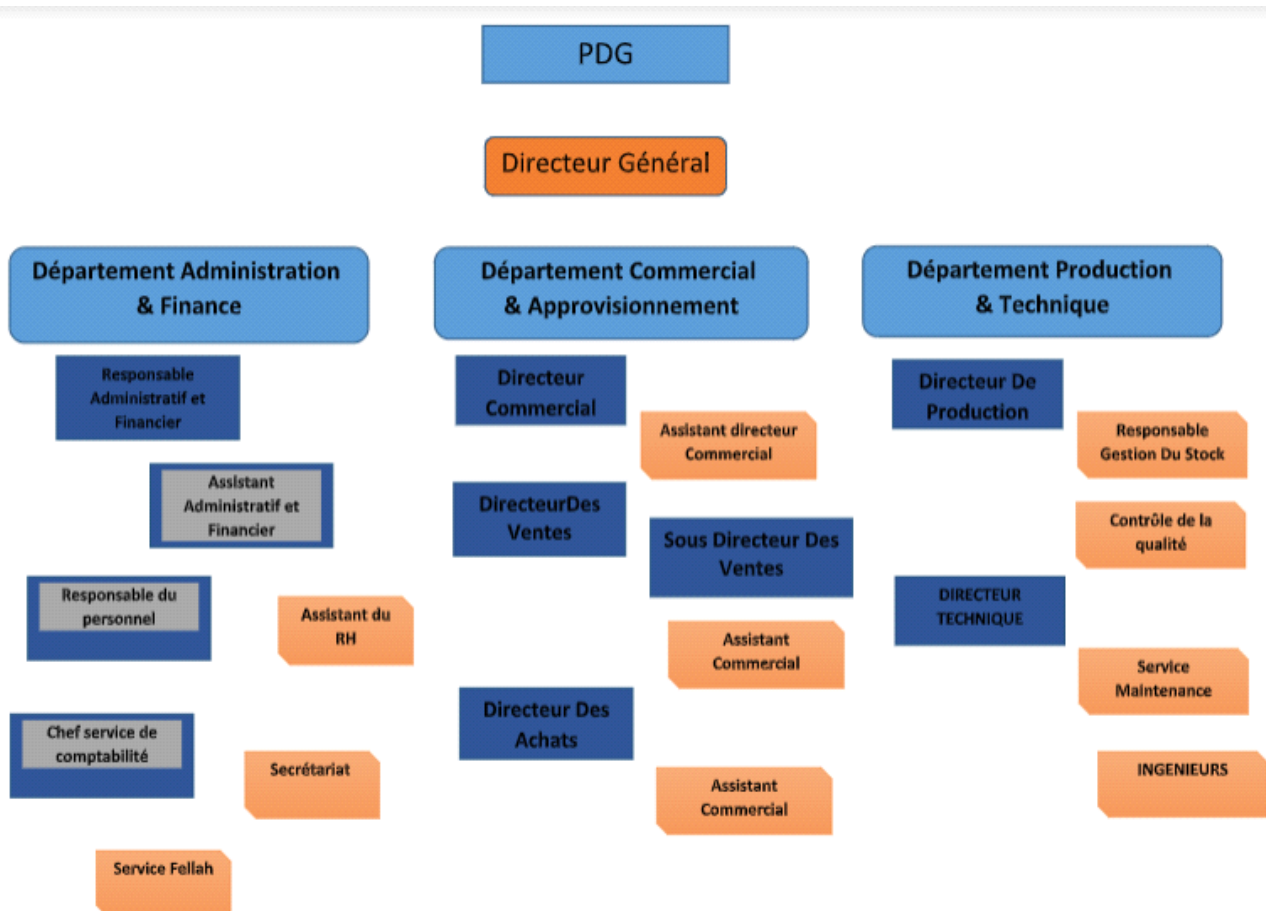 PDG
Directeur Général
Département Administration
& Finance
Responsable
Administratif et
Financier
Assistant
Administratif et
Financier
Responsable du
personnel
Assistant du
RH
Chef service de
comptabilité
Secrétariat
Service Fellah
Département Commercial
& Approvisionnement
Directeur
Commercial
Assistant directeur
Commercial
DirecteurDes
Ventes
Sous Directeur Des
Ventes
Assistant
Commercial
Directeur Des
Achats
Assistant
Commercial
Département Production
& Technique
Directeur De
Production
Responsable
Gestion Du Stock
Contrôle de la
qualité
DIRECTEUR
TECHNIQUE
Service
Maintenance
INGENIEURS